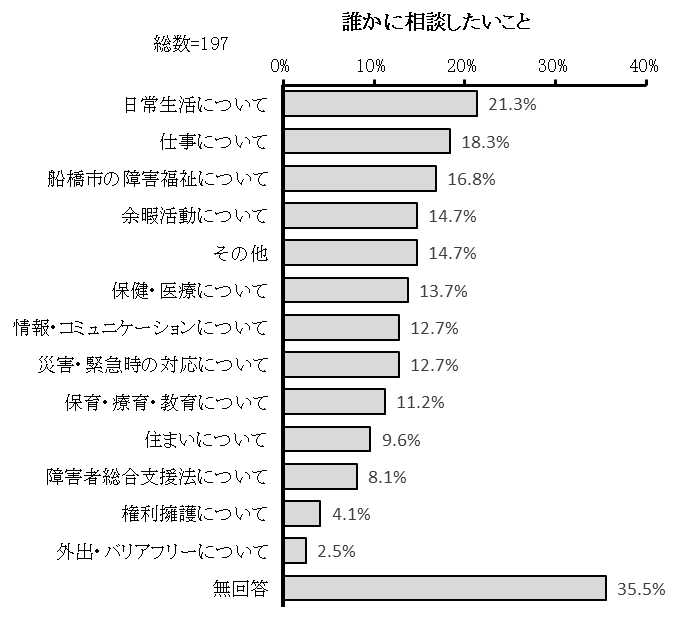 誰かに相談したいこと
総数=197
0% 10% 20% 30% 40%
日常生活について 21.3%
仕事について 18.3%
船橋市の障害福祉について 16.8%
余暇活動について 14.7%
その他 14.7%
保健・医療について 13.7%
情報・コミュニケーションについて 12.7%
災害・緊急時の対応について 12.7%
保育・療育・教育について 11.2%
住まいについて 9.6%
障害者総合支援法について 8.1%
権利擁護について 4.1%
外出・バリアフリーについて 2.5%
無回答 35.5%